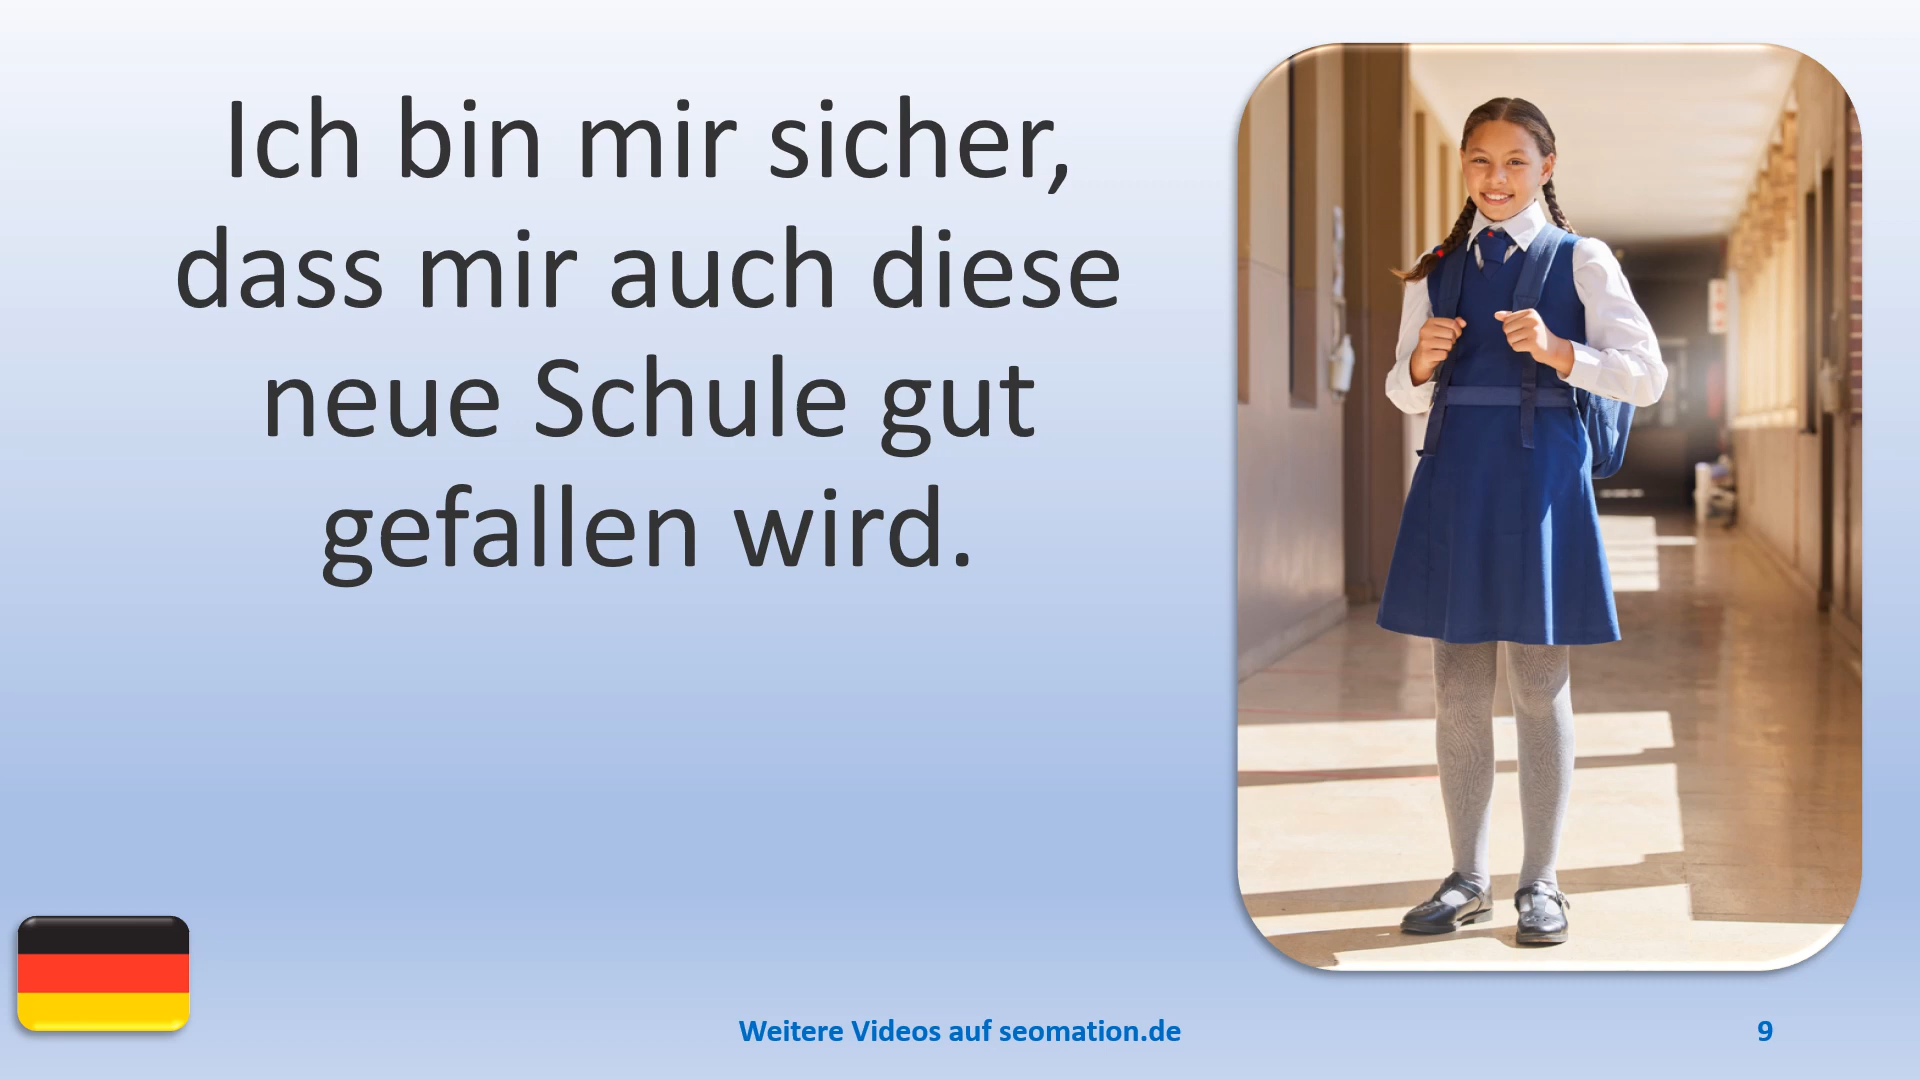 Ich bin mir sicher,
dass mir auch diese
neue Schule gut
gefallen wird.
Weitere Videos auf seomation.de
9